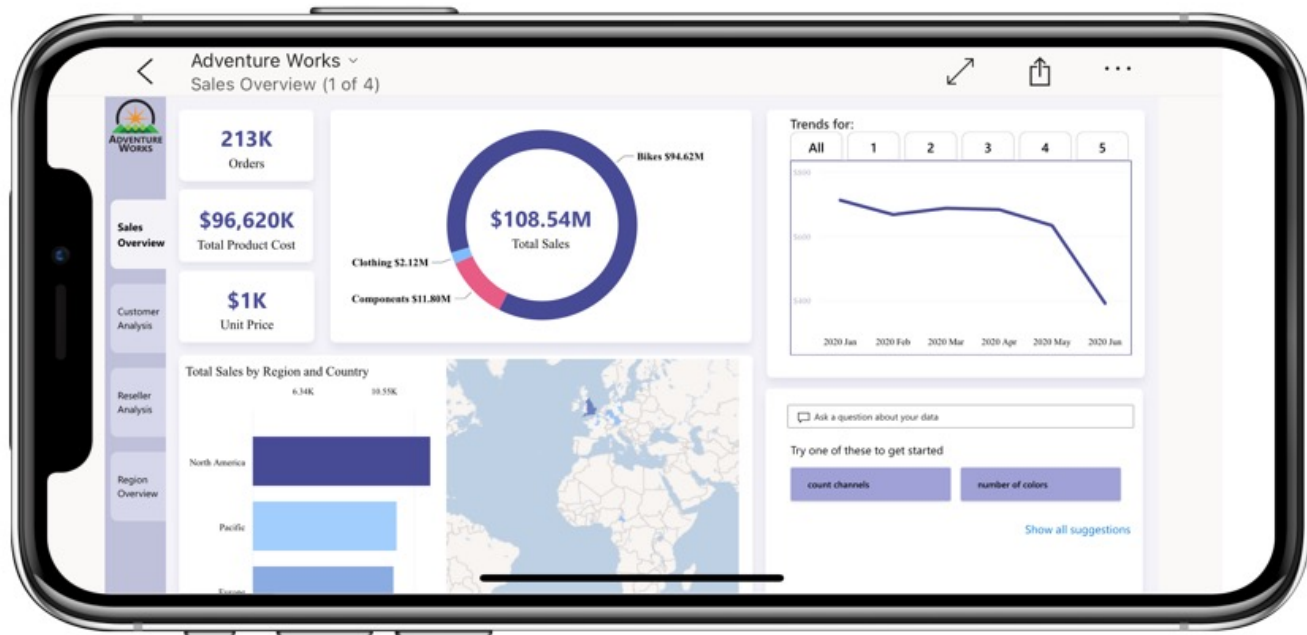 Adventure Works
Sales Overview (1 of 4)
ADVENTURE
WORKS
Sales
Overview
Customer
Analysis
Reseller
Analysis
Region
Overview
213K
Orders
$96,620K
Total Product Cost
$1K
Unit Price
Bikes $94.62M
$108.54M
Total Sales
Clothing $2.12M
Components $11.80M
Trends for:
All 1 2 3 4 5
$800
$600
$400
2020 Jan 2020 Feb 2020 Mar 2020 Apr 2020 May 2020 Jun
Total Sales by Region and Country
6.34K 10.55K
North America
Pacific
Europe
Ask a question about your data
Try one of these to get started
count channels number of colors
Show all suggestions